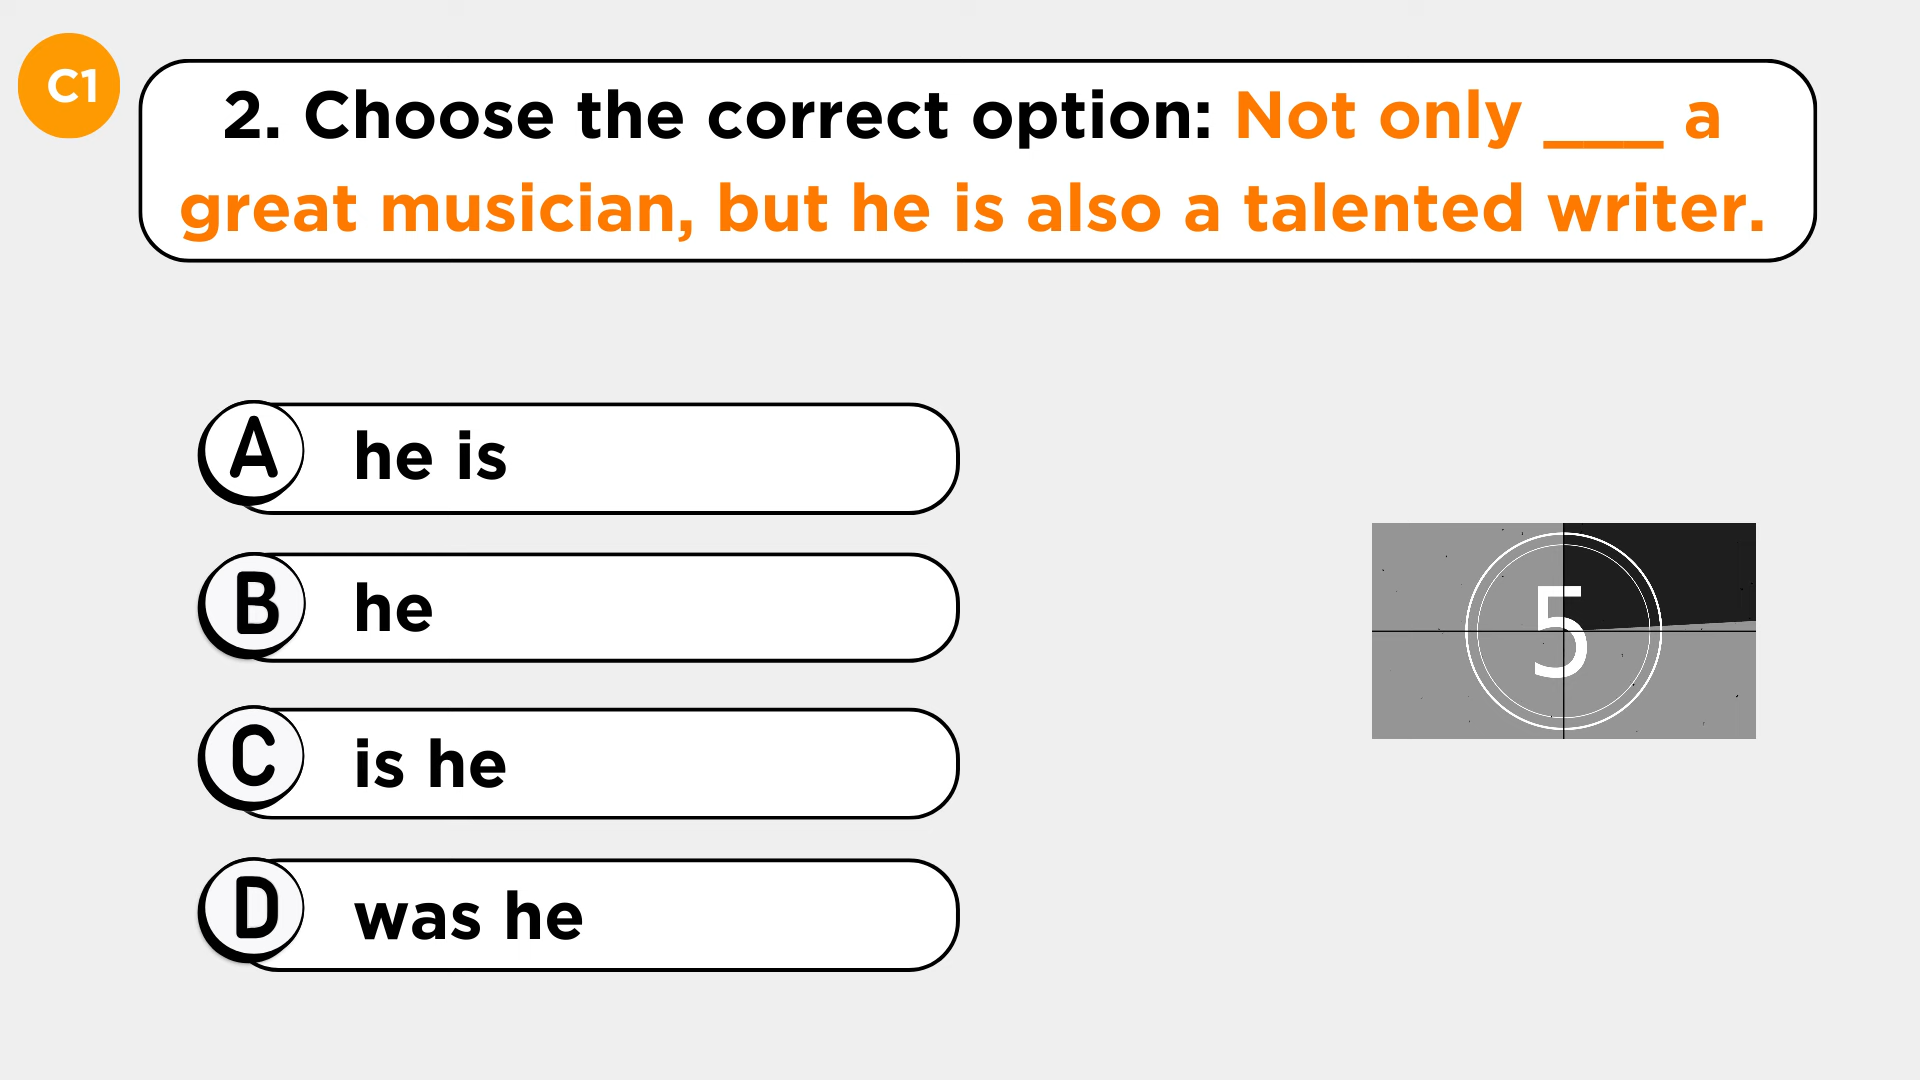 C1
2. Choose the correct option: Not only ___ a
great musician, but he is also a talented writer.
A he is
B he
C is he
D was he
5